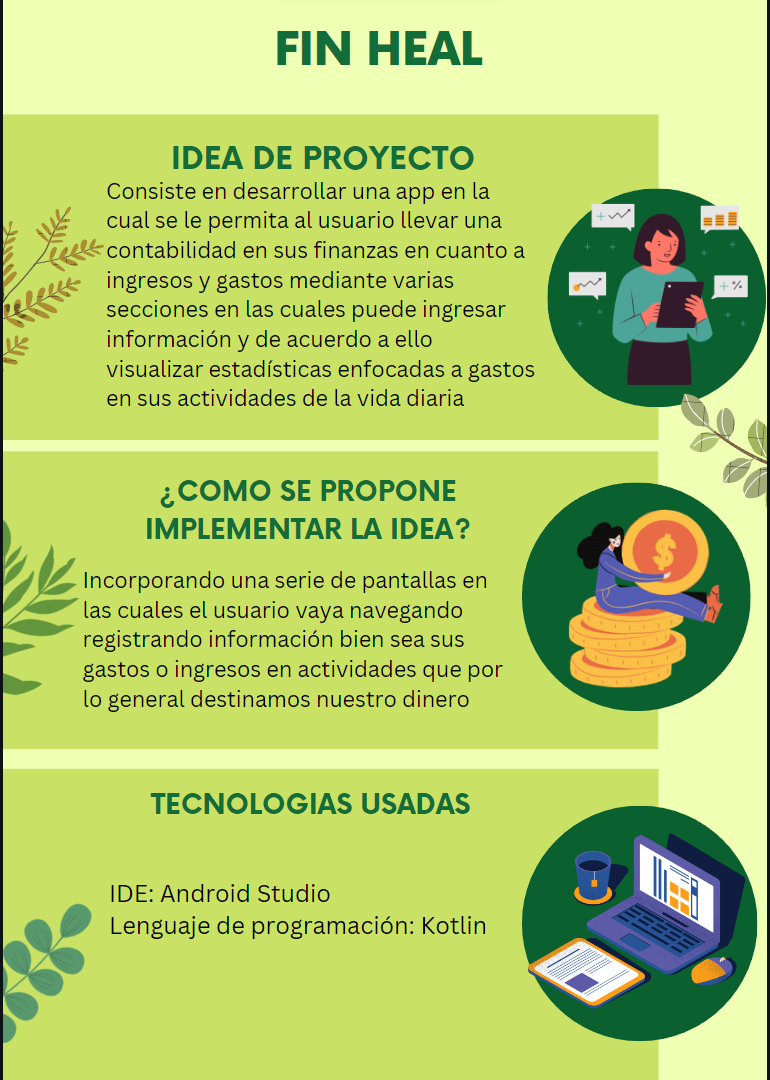 FIN HEAL
IDEA DE PROYECTO
Consiste en desarrollar una app en la
cual se le permita al usuario llevar una
contabilidad en sus finanzas en cuanto a
ingresos y gastos mediante varias
secciones en las cuales puede ingresar
información y de acuerdo a ello
visualizar estadísticas enfocadas a gastos
en sus actividades de la vida diaria
¿COMO SE PROPONE
IMPLEMENTAR LA IDEA?
Incorporando una serie de pantallas en
las cuales el usuario vaya navegando
registrando información bien sea sus
gastos o ingresos en actividades que por
lo general destinamos nuestro dinero
TECNOLOGIAS USADAS
IDE: Android Studio
Lenguaje de programación: Kotlin